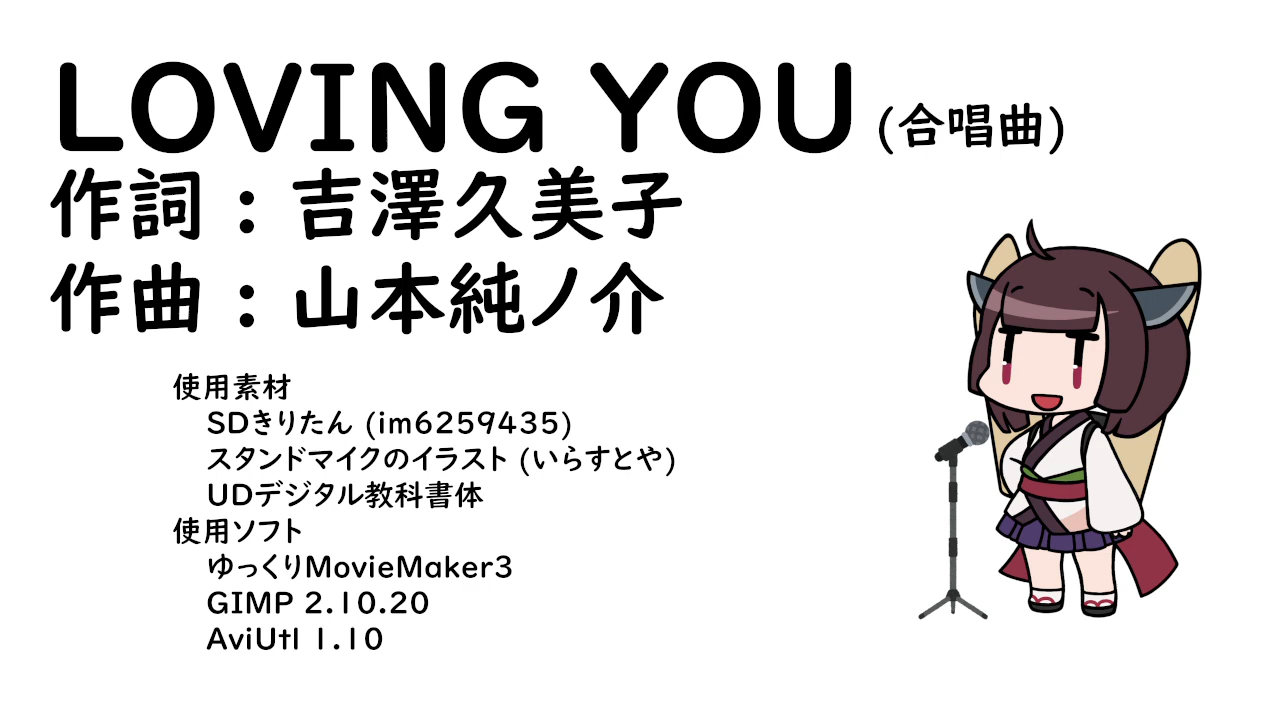 LOVING YOU (合唱曲)
作詞：吉澤久美子
作曲：山本純ノ介
使用素材
SDきりたん (im6259435)
スタンドマイクのイラスト (いらすとや)
UDデジタル教科書体
使用ソフト
ゆっくりMovieMaker3
GIMP 2.10.20
AviUtl 1.10